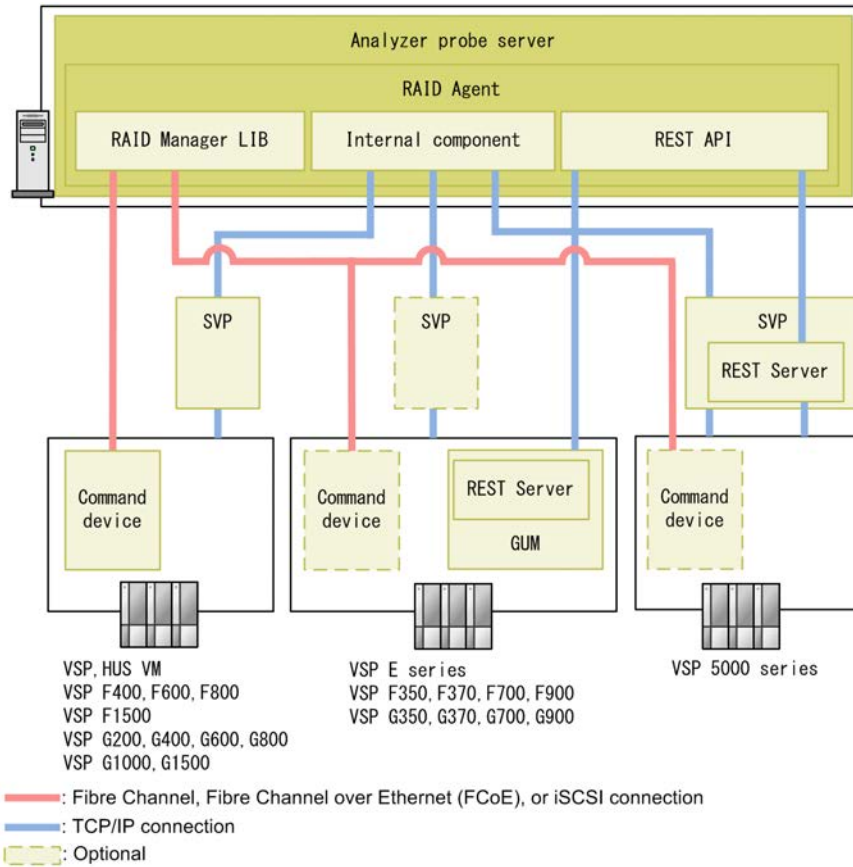 Analyzer probe server
RAID Agent
RAID Manager LIB
Internal component
REST API
SVP
SVP
SVP
REST Server
Command
device
Command
device
REST Server
GUM
Command
device
VSP, HUS VM
VSP F400, F600, F800
VSP F1500
VSP G200, G400, G600, G800
VSP G1000, G1500
VSP E series
VSP F350, F370, F700, F900
VSP G350, G370, G700, G900
VSP 5000 series
: Fibre Channel, Fibre Channel over Ethernet (FCoE), or iSCSI connection
: TCP/IP connection
: Optional